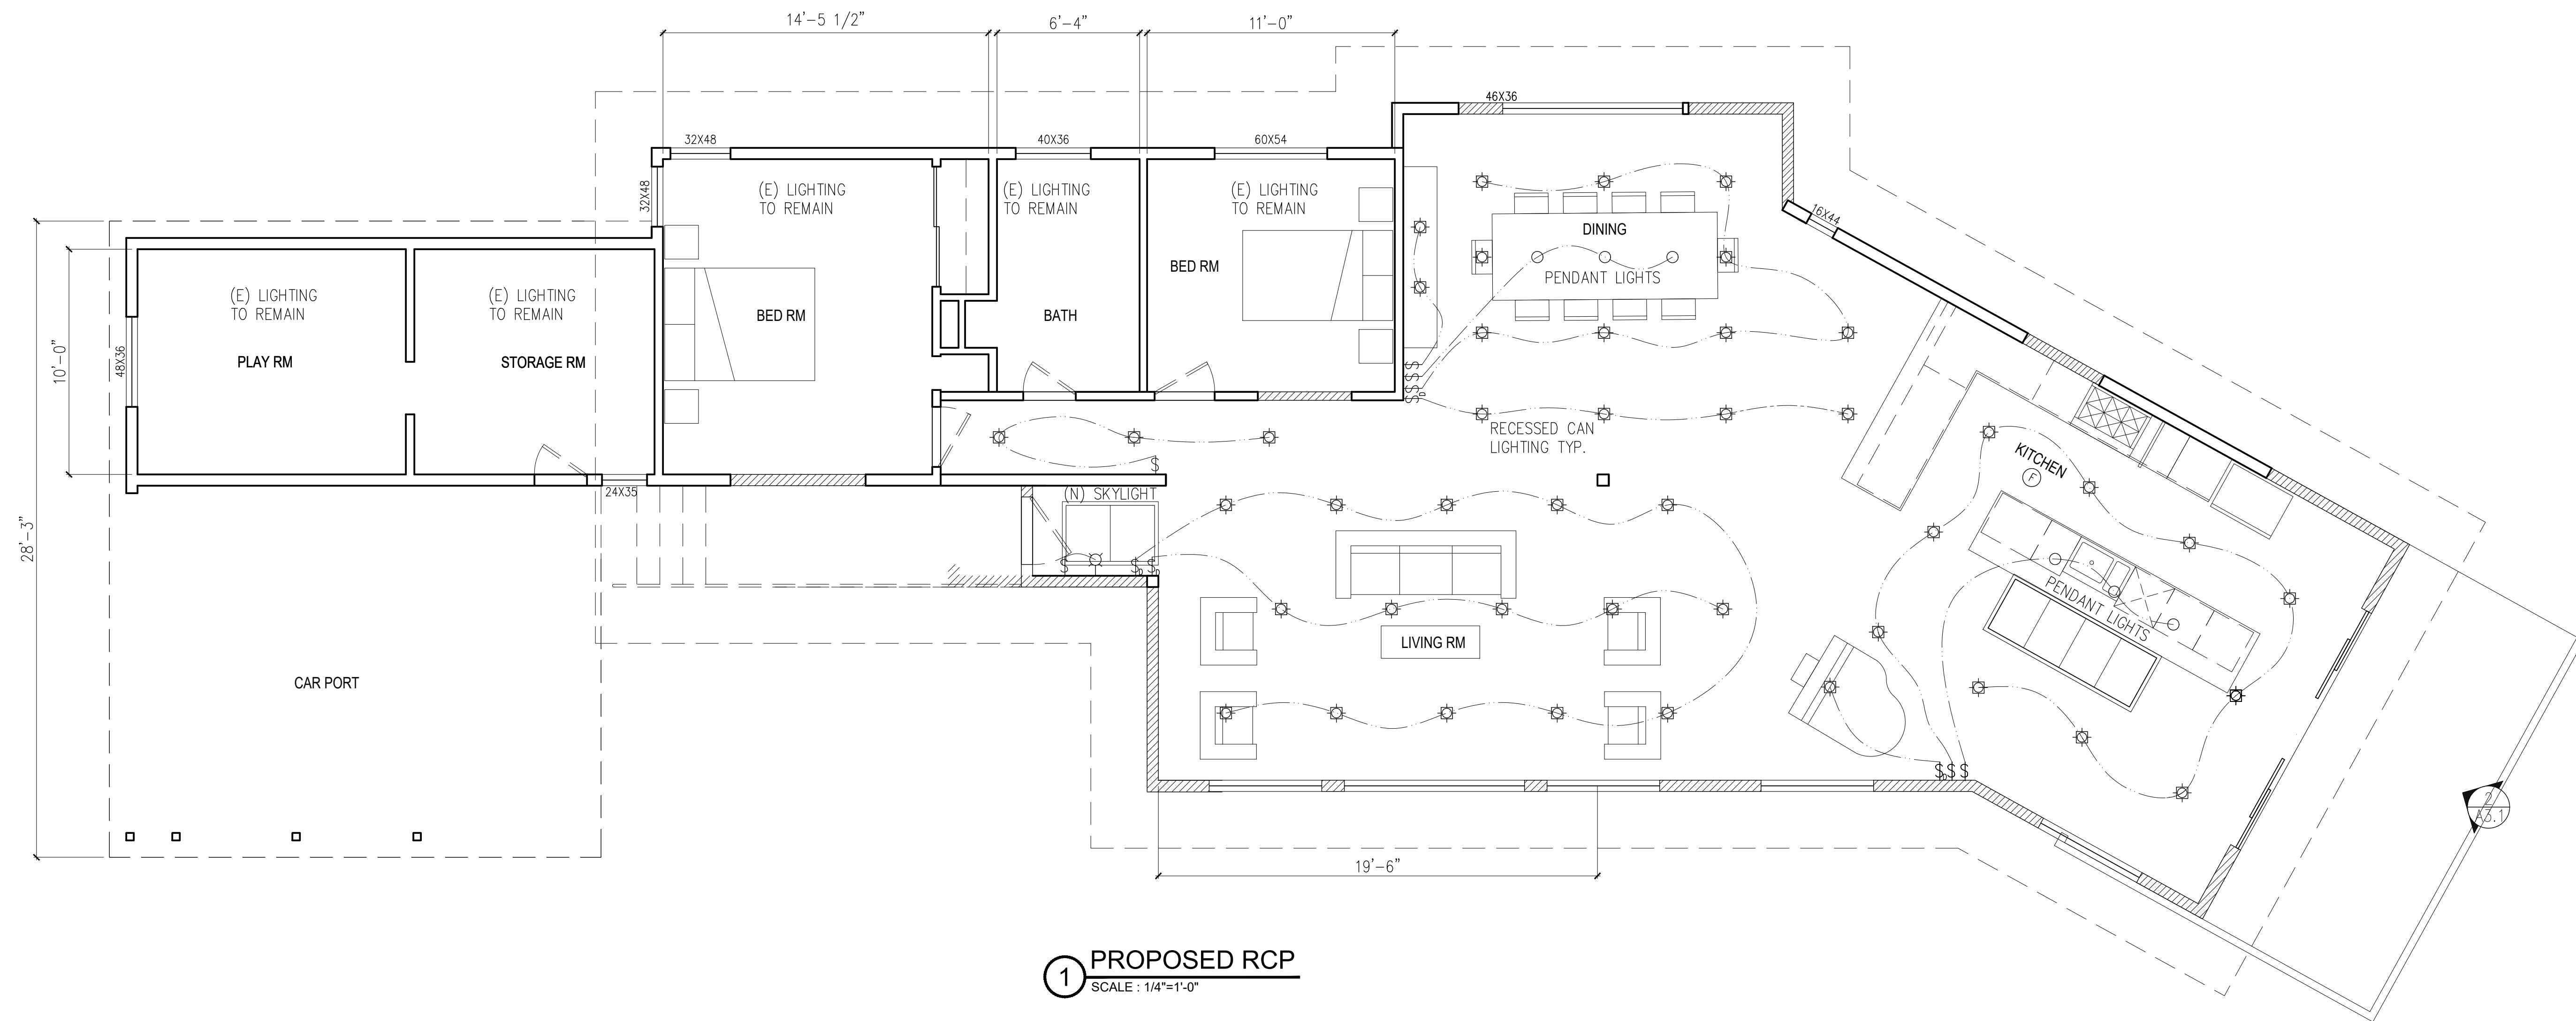 14'-5 1/2"
6'-4"
11'-0"
46X36
32X48
40X36
60X54
32X48
16X44
(E) LIGHTING
TO REMAIN
(E) LIGHTING
TO REMAIN
(E) LIGHTING
TO REMAIN
DINING
PENDANT LIGHTS
BED RM
(E) LIGHTING
TO REMAIN
(E) LIGHTING
TO REMAIN
BED RM
BATH
10'-0"
48X36
PLAY RM
STORAGE RM
$
$
$D
$
RECESSED CAN
LIGHTING TYP.
KITCHEN
F
$
24X35
(N) SKYLIGHT
28'-3"
$
$D
$D
PENDANT LIGHTS
LIVING RM
CAR PORT
$D
$
$
2
A3.1
19'-6"
1
PROPOSED RCP
SCALE : 1/4"=1'-0"